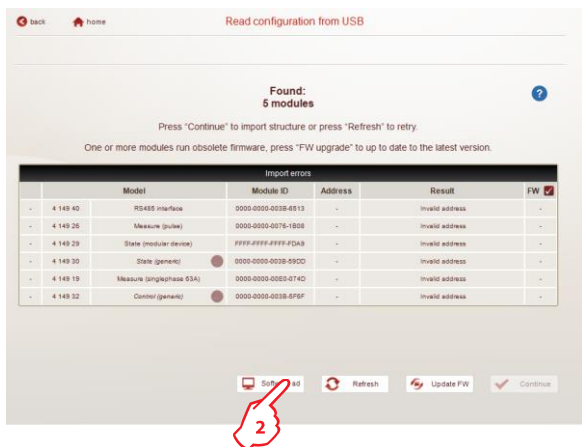 back home Read configuration from USB
Found:
5 modules
Press "Continue" to import structure or press "Refresh" to retry.
One or more modules run obsolete firmware, press "FW upgrade" to up to date to the latest version.
Import errors
Model Module ID Address Result FW
- 4 149 40 RS485 interface 0000-0000-003B-6513 - Invalid address -
- 4 149 26 Measure (pulse) 0000-0000-0076-1B08 - Invalid address -
- 4 149 29 State (modular device) FFFF-FFFF-FFFF-FDA9 - Invalid address -
- 4 149 30 State (generic) 0000-0000-003B-59DD - Invalid address -
- 4 149 19 Measure (singlephase 63A) 0000-0000-00E0-074D - Invalid address -
- 4 149 32 Control (generic) 0000-0000-003B-5F5F - Invalid address -
Refresh Update FW Continue
2